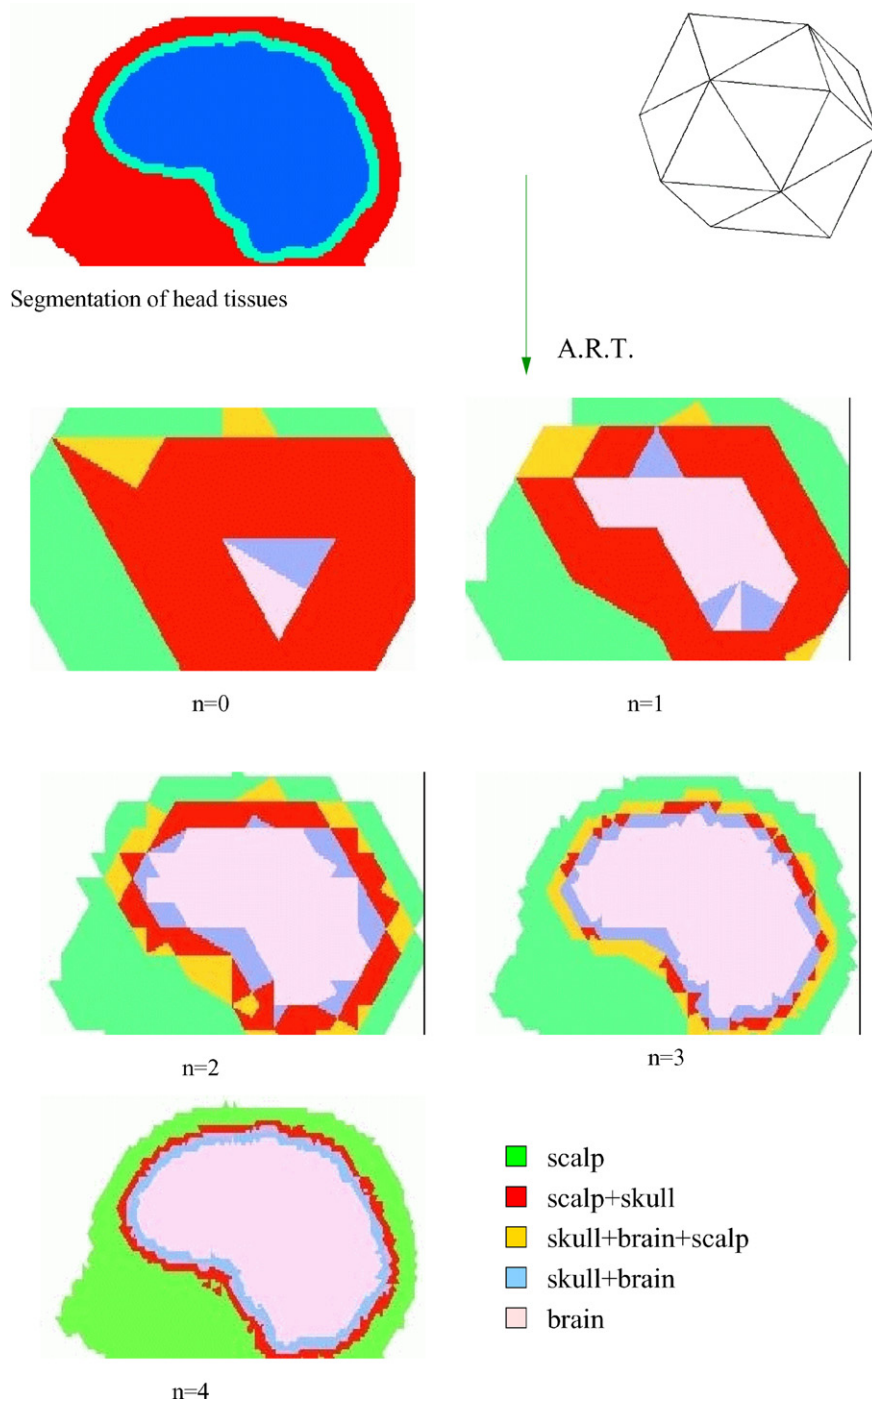 Segmentation of head tissues
A.R.T.
n=0
n=1
n=2
n=3
n=4
scalp
scalp+skull
skull+brain+scalp
skull+brain
brain